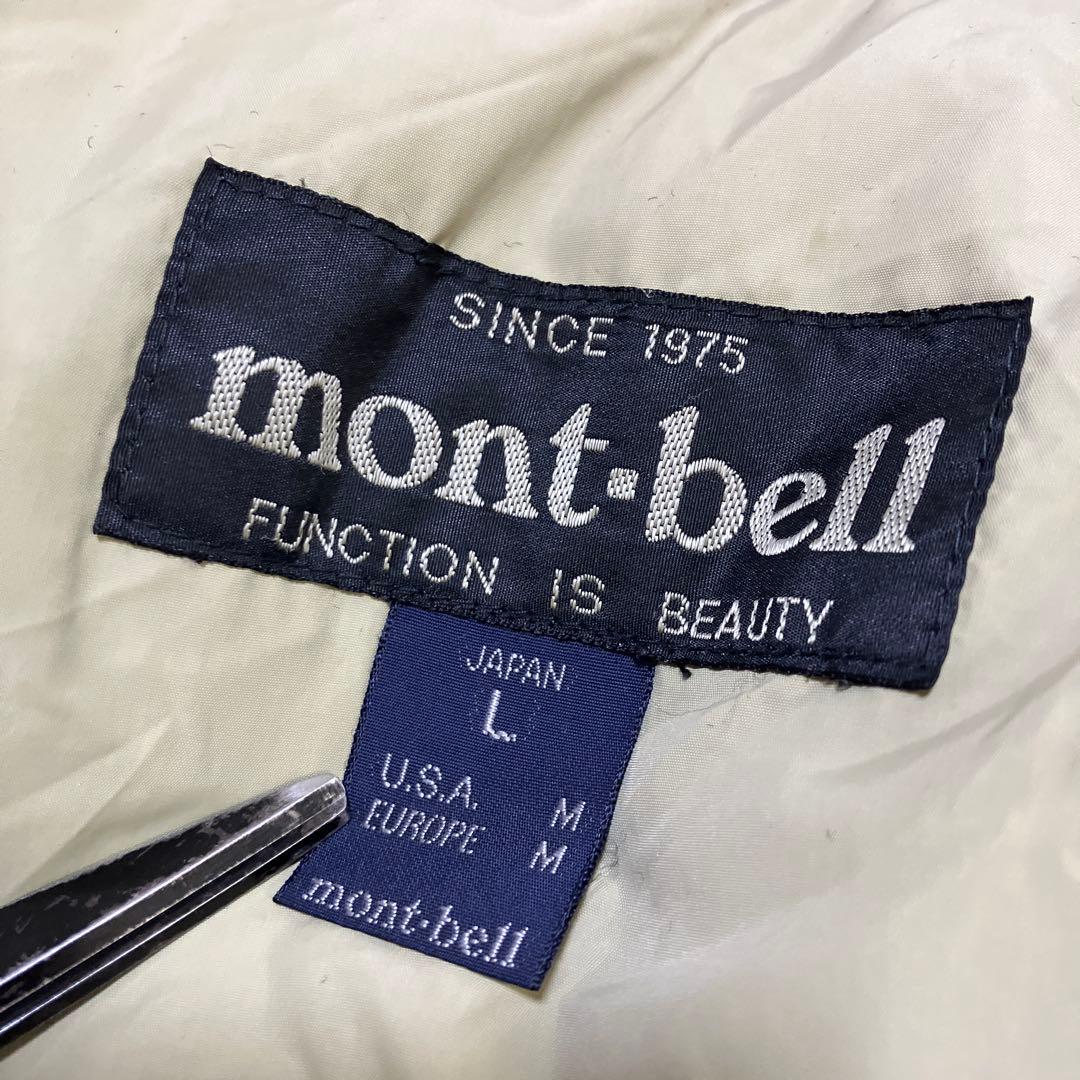 SINCE 1975
mont·bell
FUNCTION IS BEAUTY
JAPAN
L
U.S.A. M
EUROPE M
mont·bell